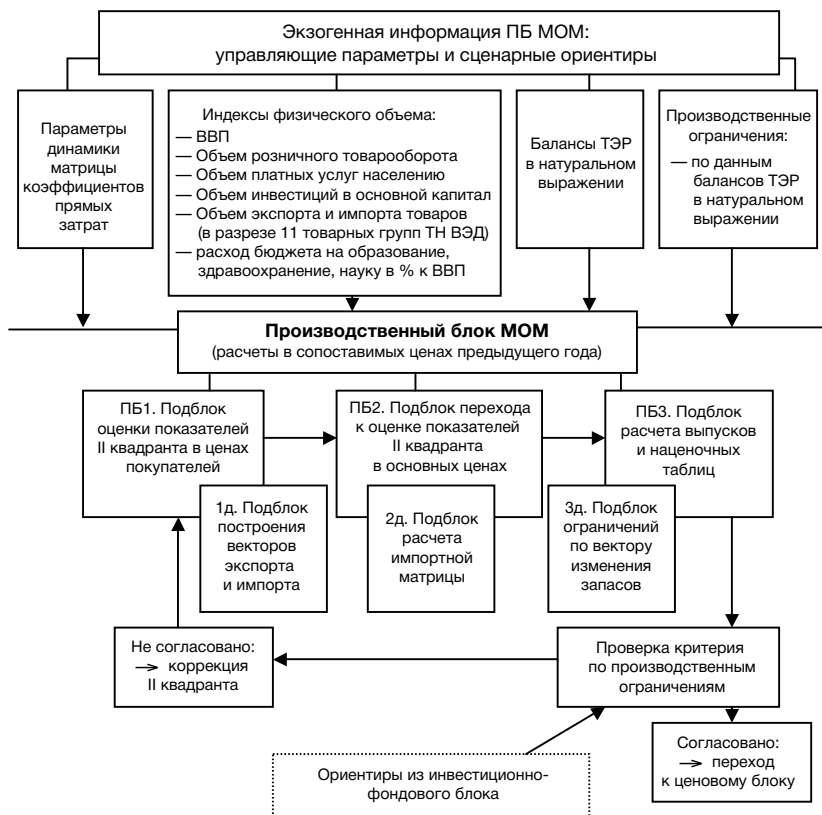 Экзогенная информация ПБ МОМ:
управляющие параметры и сценарные ориентиры
Параметры
динамики
матрицы
коэффициентов
прямых
затрат
Индексы физического объема:
— ВВП
— Объем розничного товарооборота
— Объем платных услуг населению
— Объем инвестиций в основной капитал
— Объем экспорта и импорта товаров
(в разрезе 11 товарных групп ТН ВЭД)
— расход бюджета на образование,
здравоохранение, науку в % к ВВП
Балансы ТЭР
в натуральном
выражении
Производственные
ограничения:
— по данным
балансов ТЭР
в натуральном
выражении
Производственный блок МОМ
(расчеты в сопоставимых ценах предыдущего года)
ПБ1. Подблок
оценки показателей
II квадранта в ценах
покупателей
ПБ2. Подблок перехода
к оценке показателей
II квадранта
в основных ценах
ПБ3. Подблок
расчета выпусков
и наценочных
таблиц
1д. Подблок
построения
векторов
экспорта
и импорта
2д. Подблок
расчета
импортной
матрицы
3д. Подблок
ограничений
по вектору
изменения
запасов
Не согласовано:
→ коррекция
II квадранта
Проверка критерия
по производственным
ограничениям
Ориентиры из инвестиционно-
фондового блока
Согласовано:
→ переход
к ценовому блоку